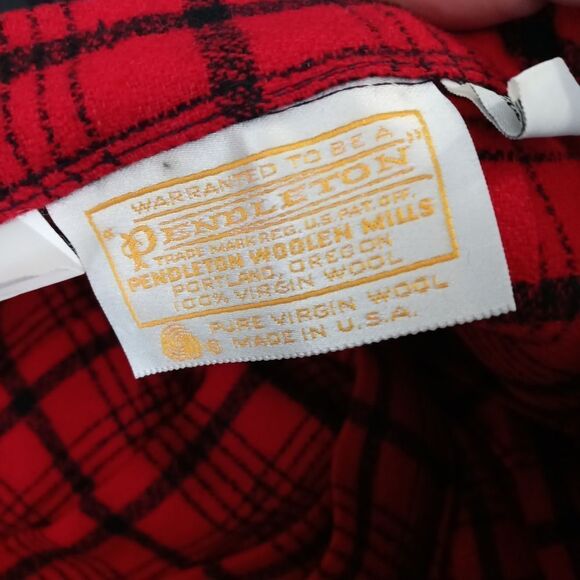 WARRANTED TO BE A
"PENDLETON"
TRADE MARK REG. U.S. PAT. OFF.
PENDLETON WOOLEN MILLS
PORTLAND, OREGON
100% VIRGIN WOOL
PURE VIRGIN WOOL
® MADE IN U.S.A.